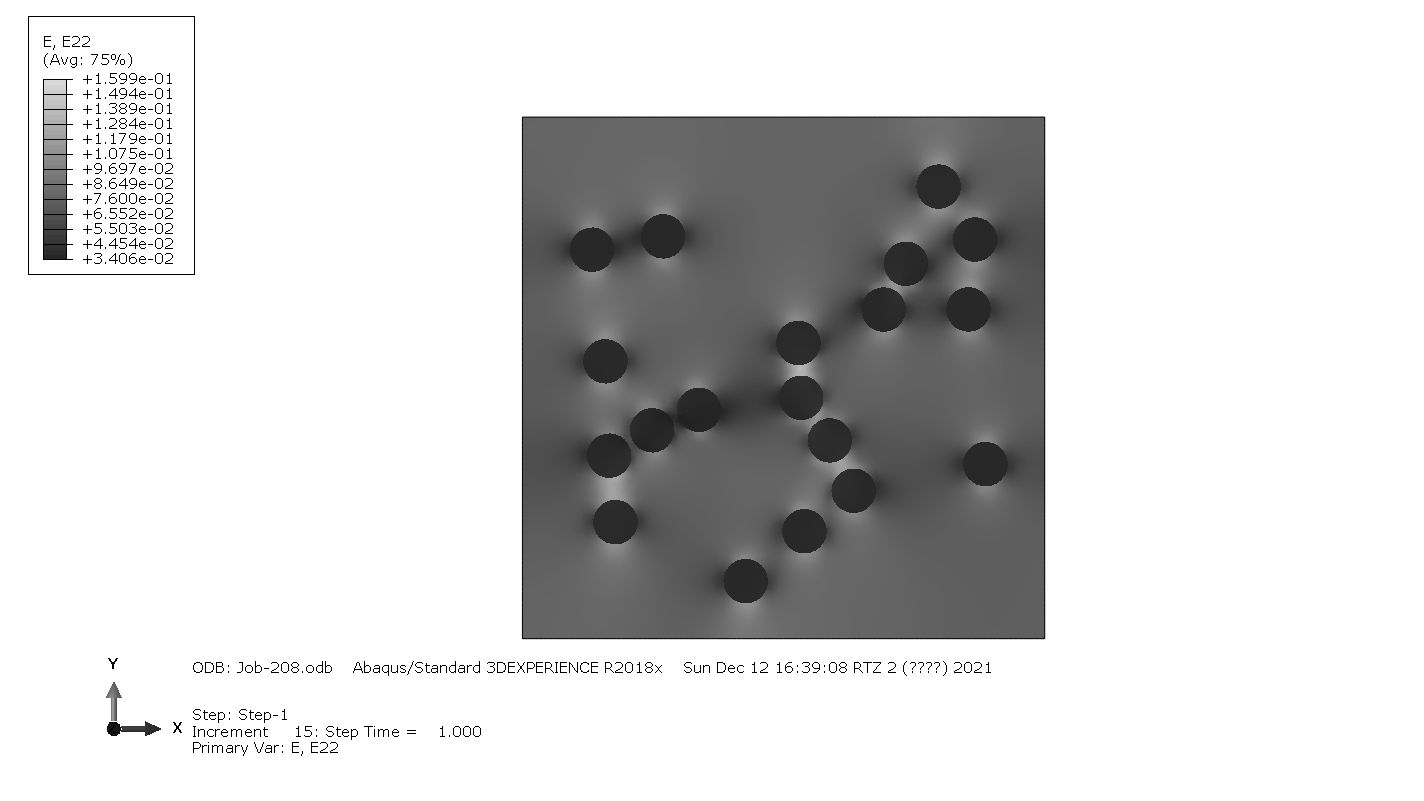 E, E22
(Avg: 75%)
+1.599e-01
+1.494e-01
+1.389e-01
+1.284e-01
+1.179e-01
+1.075e-01
+9.697e-02
+8.649e-02
+7.600e-02
+6.552e-02
+5.503e-02
+4.454e-02
+3.406e-02
Y
X
ODB: Job-208.odb    Abaqus/Standard 3DEXPERIENCE R2018x    Sun Dec 12 16:39:08 RTZ 2 (????) 2021
Step: Step-1
Increment     15: Step Time =    1.000
Primary Var: E, E22